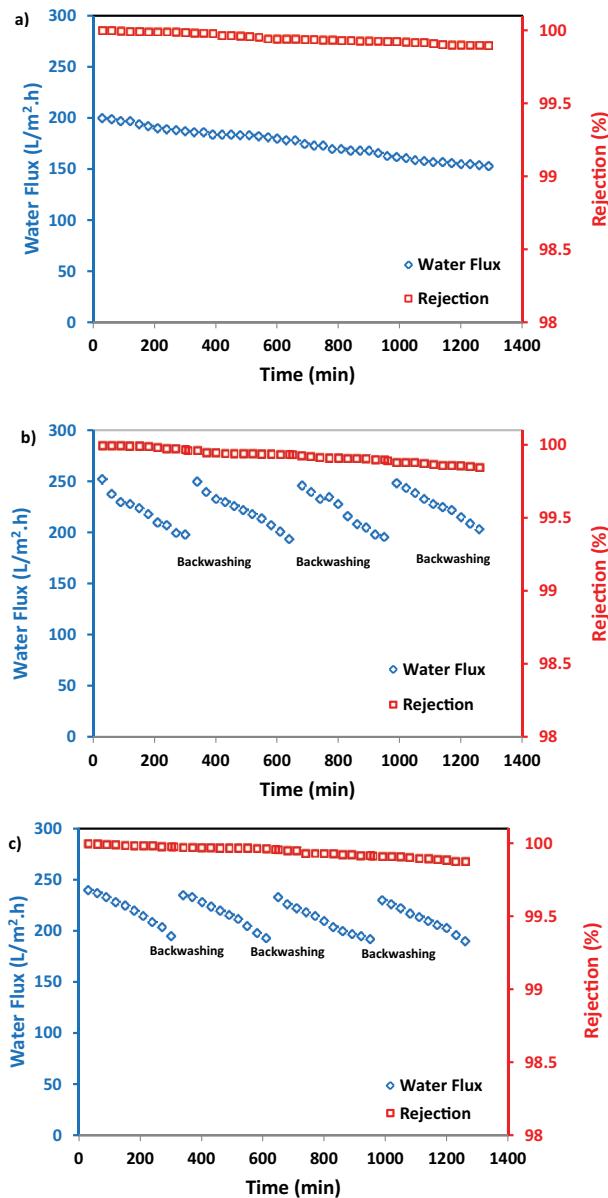 a)
300
250
200
150
100
50
0
Water Flux (L/m².h)
100
99.5
99
98.5
98
Rejection (%)
Water Flux
Rejection
0 200 400 600 800 1000 1200 1400
Time (min)
b)
300
250
200
150
100
50
0
Water Flux (L/m².h)
100
99.5
99
98.5
98
Rejection (%)
Backwashing Backwashing Backwashing
Water Flux
Rejection
0 200 400 600 800 1000 1200 1400
Time (min)
c)
300
250
200
150
100
50
0
Water Flux (L/m².h)
100
99.5
99
98.5
98
Rejection (%)
Backwashing Backwashing Backwashing
Water Flux
Rejection
0 200 400 600 800 1000 1200 1400
Time (min)